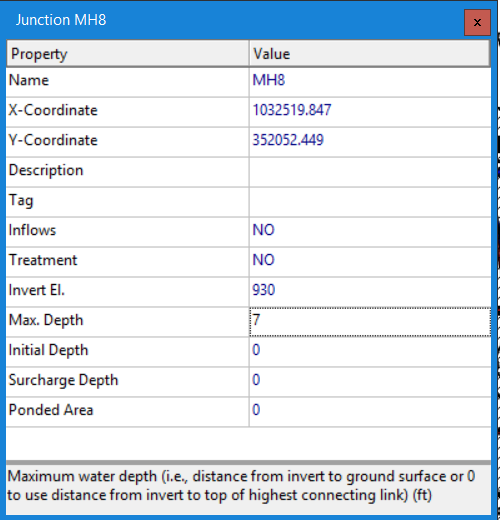 Junction MH8
x
Property Value
Name MH8
X-Coordinate 1032519.847
Y-Coordinate 352052.449
Description
Tag
Inflows NO
Treatment NO
Invert El. 930
Max. Depth 7
Initial Depth 0
Surcharge Depth 0
Ponded Area 0
Maximum water depth (i.e., distance from invert to ground surface or 0
to use distance from invert to top of highest connecting link) (ft)